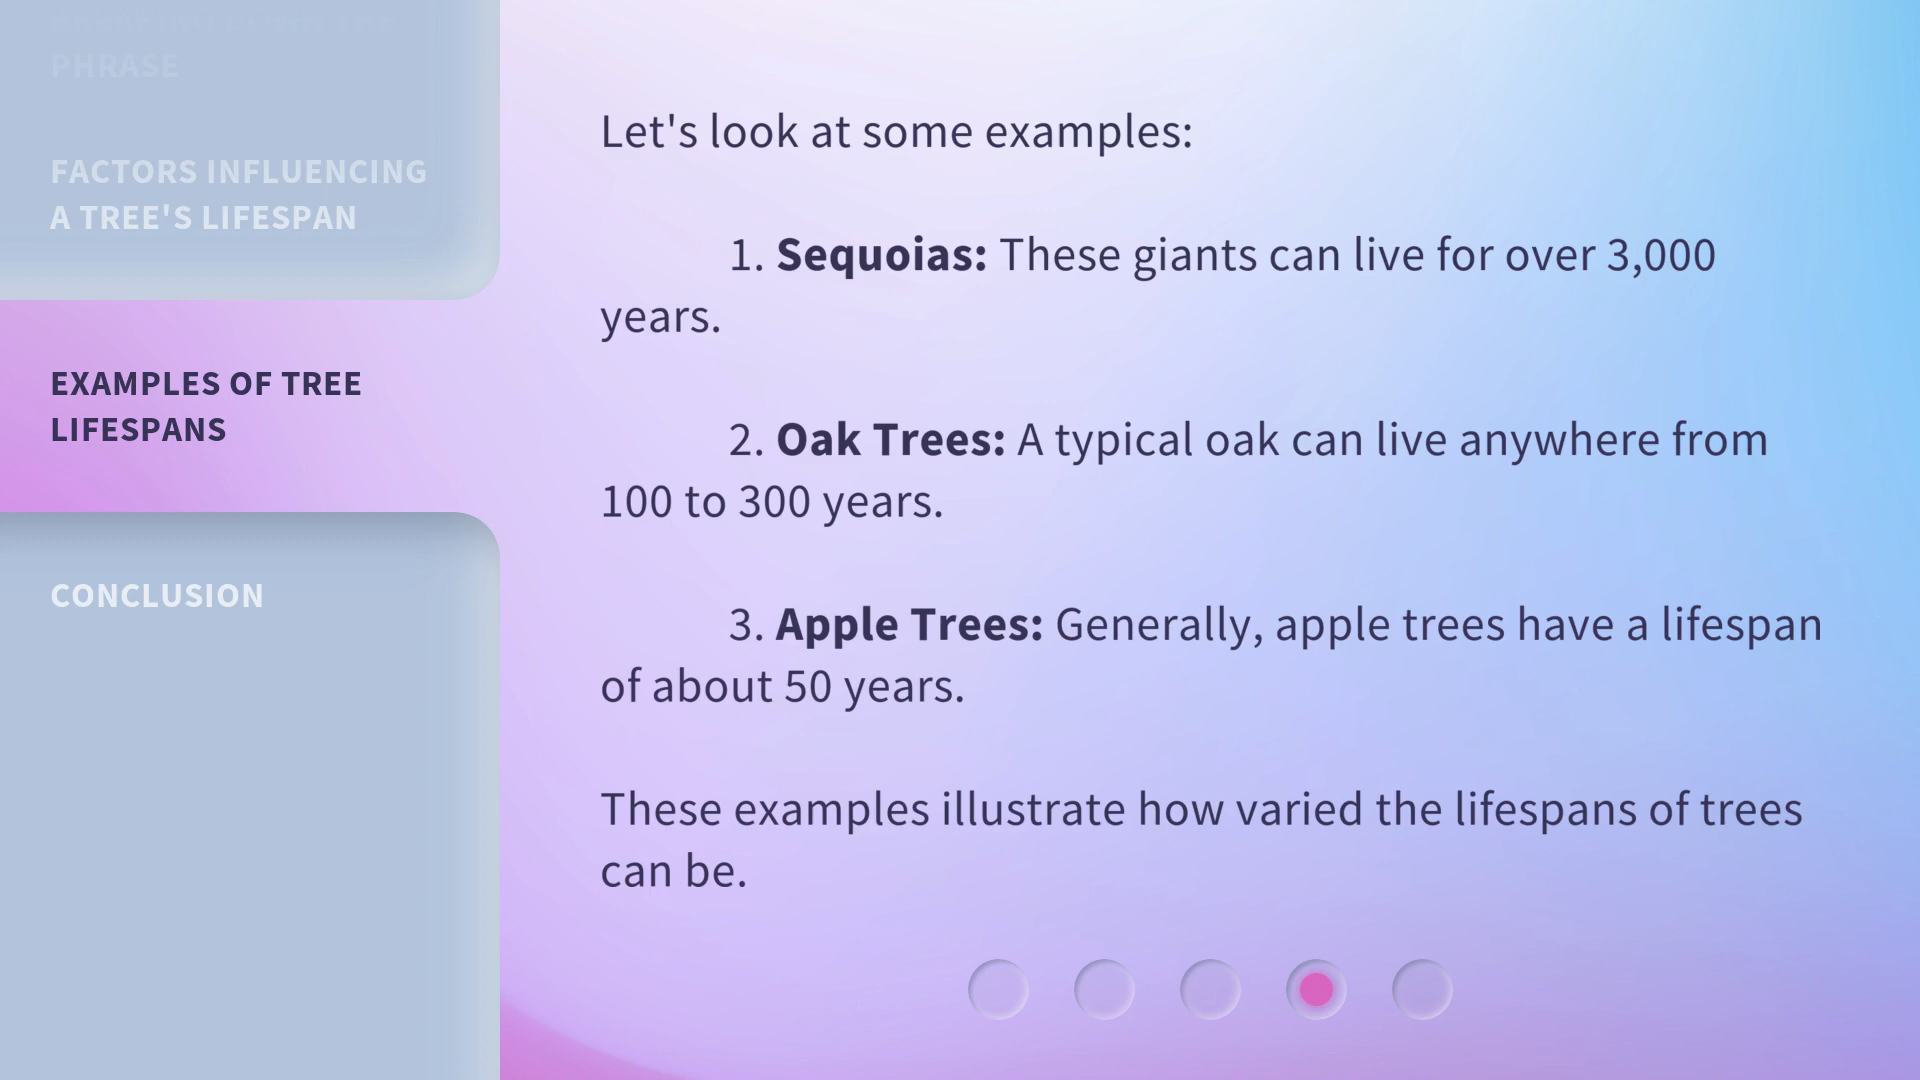 PHRASE
FACTORS INFLUENCING
A TREE'S LIFESPAN
EXAMPLES OF TREE
LIFESPANS
CONCLUSION
Let's look at some examples:
1. Sequoias: These giants can live for over 3,000
years.
2. Oak Trees: A typical oak can live anywhere from
100 to 300 years.
3. Apple Trees: Generally, apple trees have a lifespan
of about 50 years.
These examples illustrate how varied the lifespans of trees
can be.